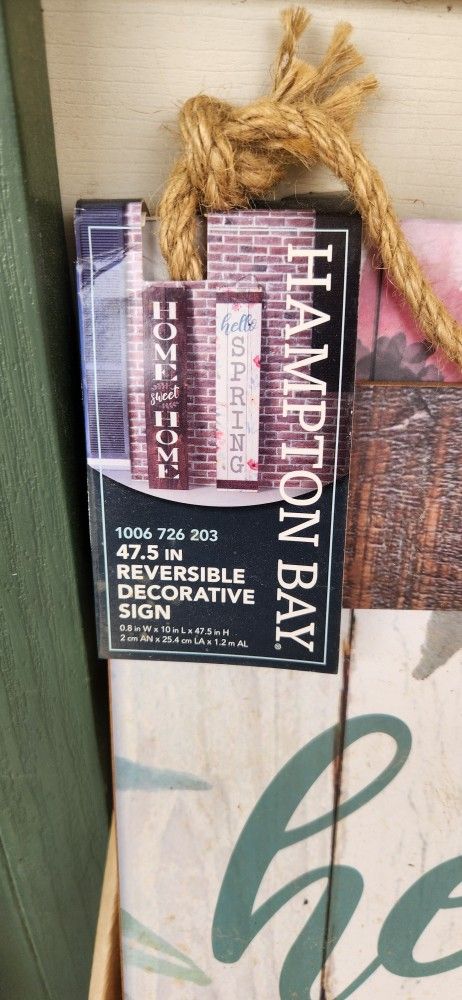 HOME
sweet
HOME
hello
SPRING
HAMPTON BAY®
1006 726 203
47.5 IN
REVERSIBLE
DECORATIVE
SIGN
0.8 in W x 10 in L x 47.5 in H
2 cm AN x 25.4 cm LA x 1.2 m AL
he